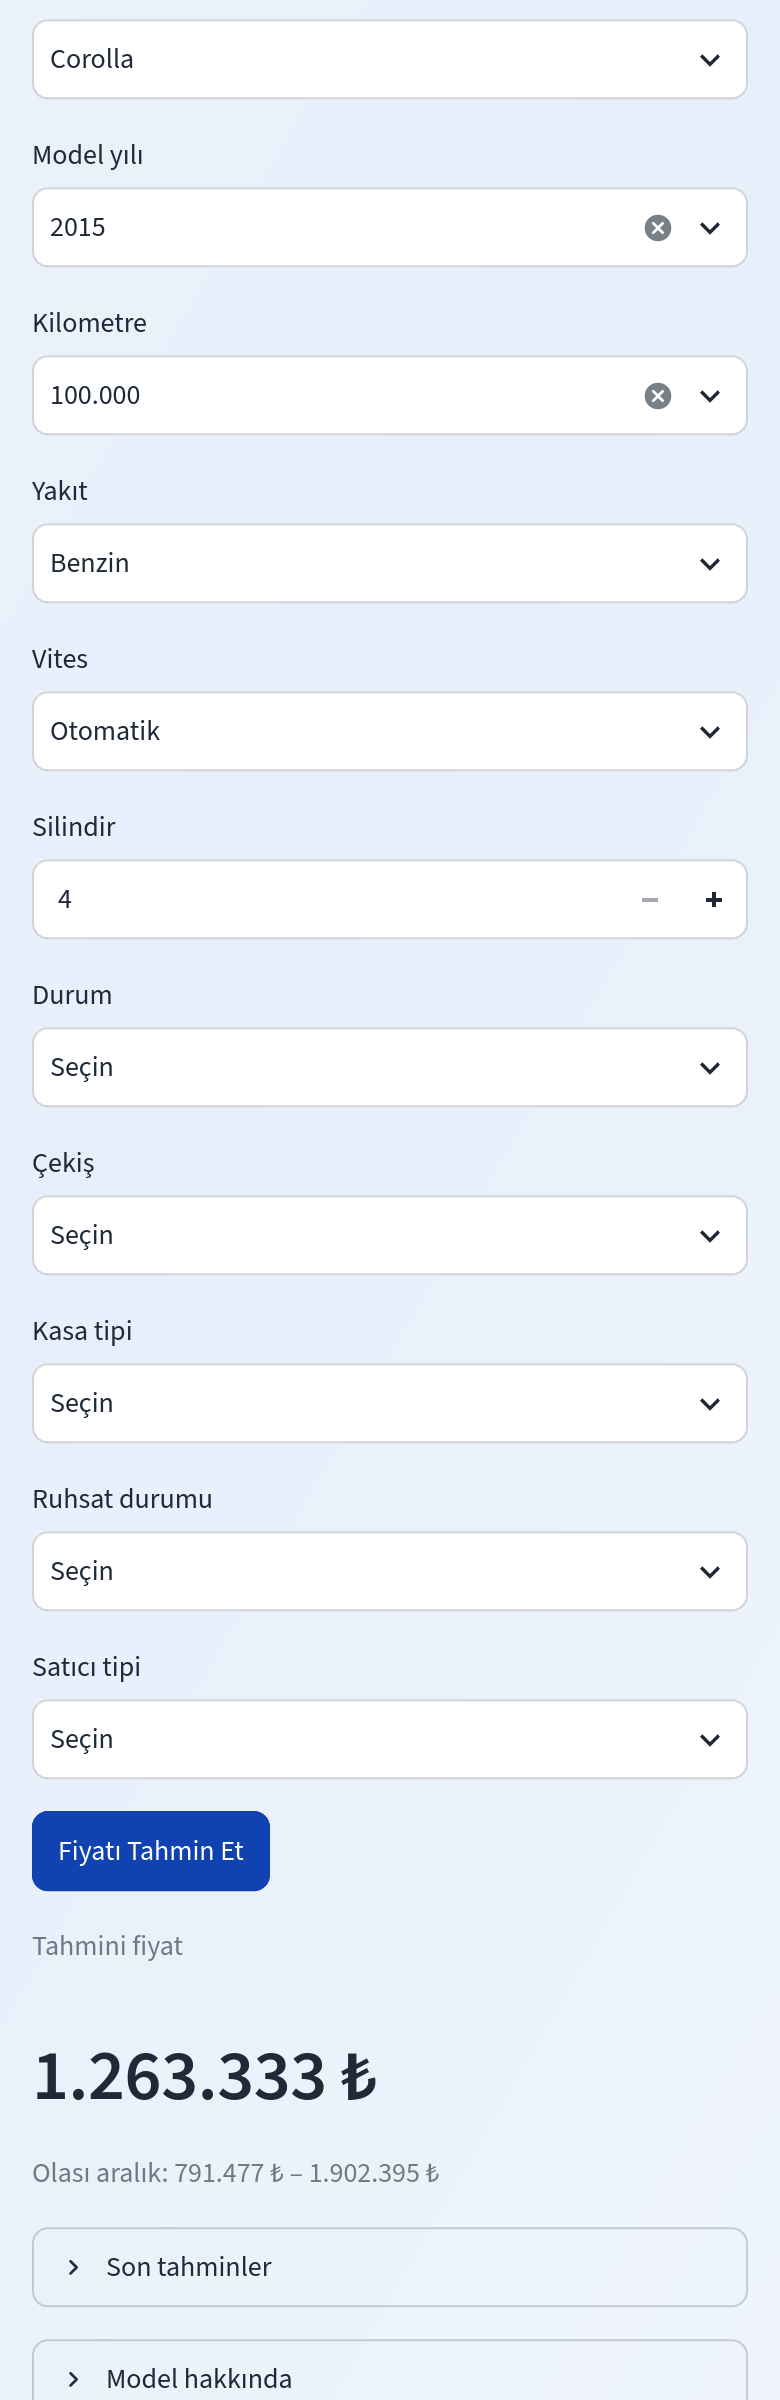 Corolla
Model yılı
2015
Kilometre
100.000
Yakıt
Benzin
Vites
Otomatik
Silindir
4
Durum
Seçin
Çekiş
Seçin
Kasa tipi
Seçin
Ruhsat durumu
Seçin
Satıcı tipi
Seçin
Fiyatı Tahmin Et
Tahmini fiyat
1.263.333 ₺
Olası aralık: 791.477 ₺ – 1.902.395 ₺
Son tahminler
Model hakkında